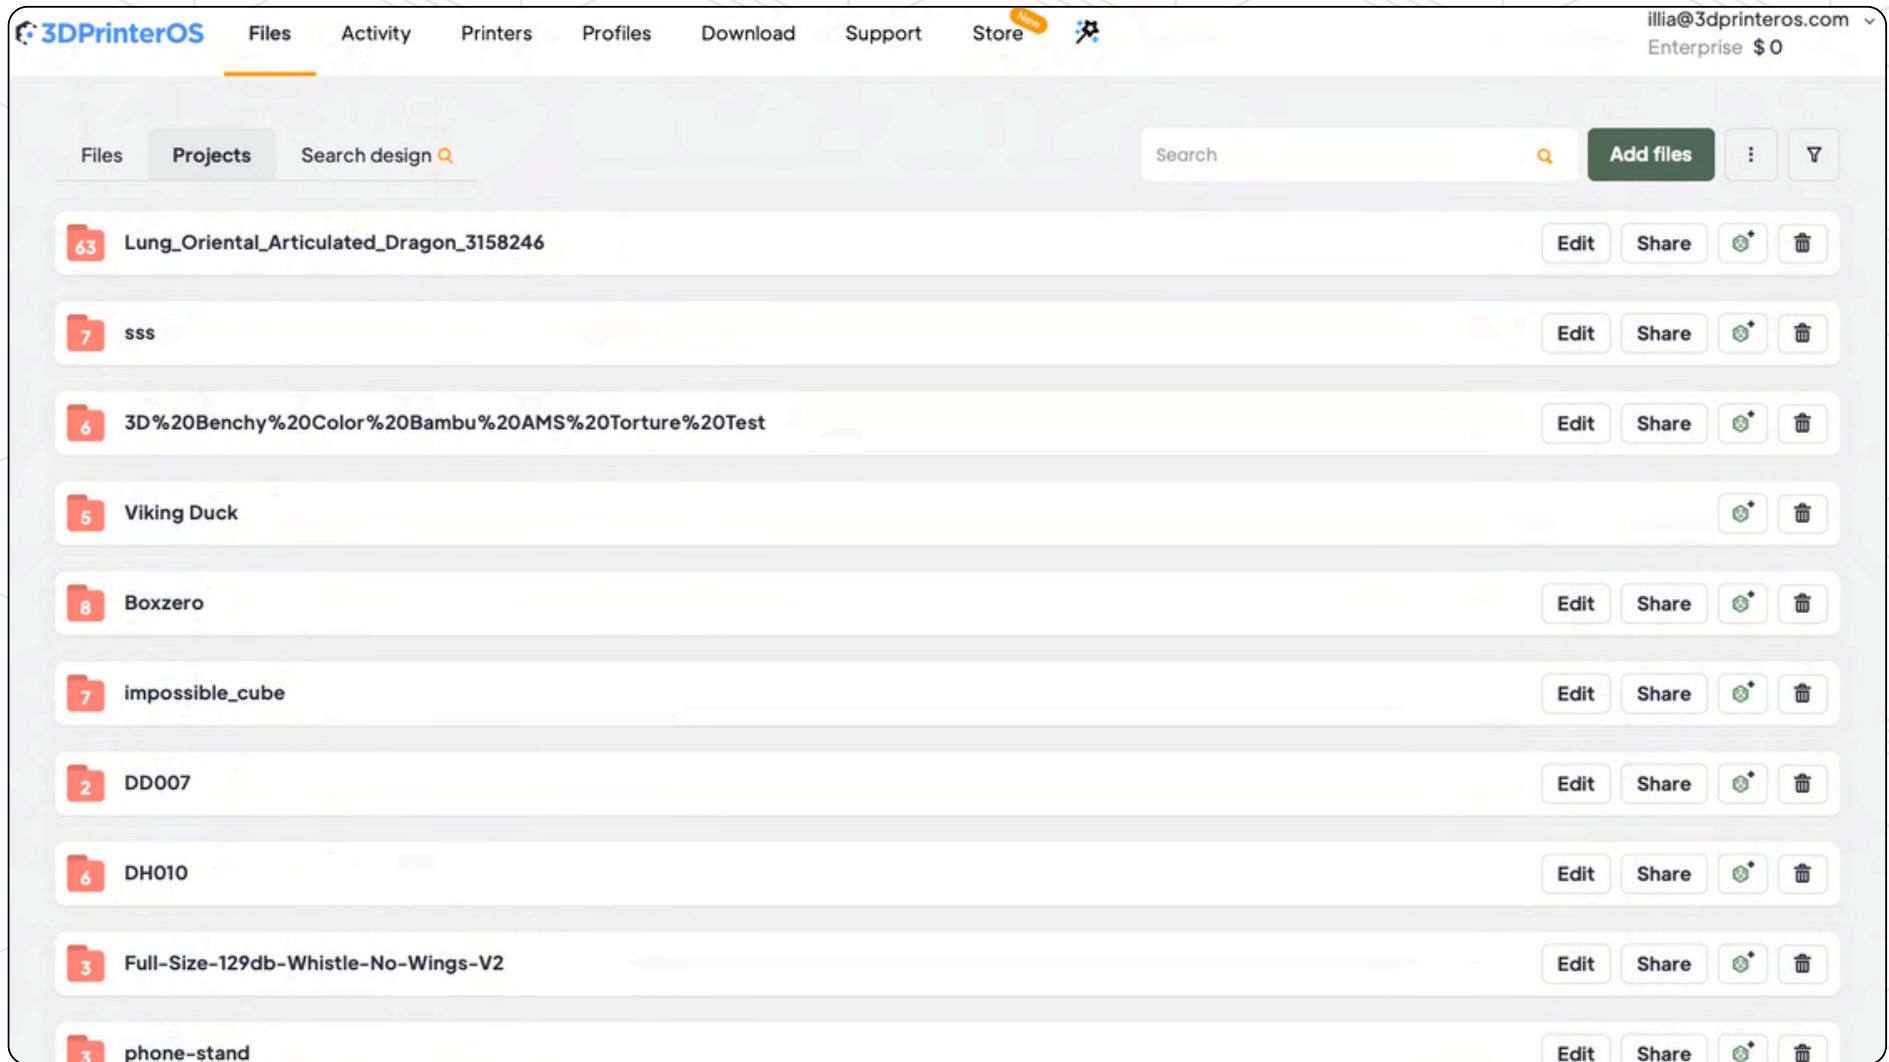 3DPrinterOS Files Activity Printers Profiles Download Support Store New illia@3dprinteros.com
Enterprise $ 0
Files Projects Search design Search Add files
63 Lung_Oriental_Articulated_Dragon_3158246 Edit Share
7 sss Edit Share
6 3D%20Benchy%20Color%20Bambu%20AMS%20Torture%20Test Edit Share
5 Viking Duck
8 Boxzero Edit Share
7 impossible_cube Edit Share
2 DD007 Edit Share
6 DH010 Edit Share
3 Full-Size-129db-Whistle-No-Wings-V2 Edit Share
3 phone-stand Edit Share